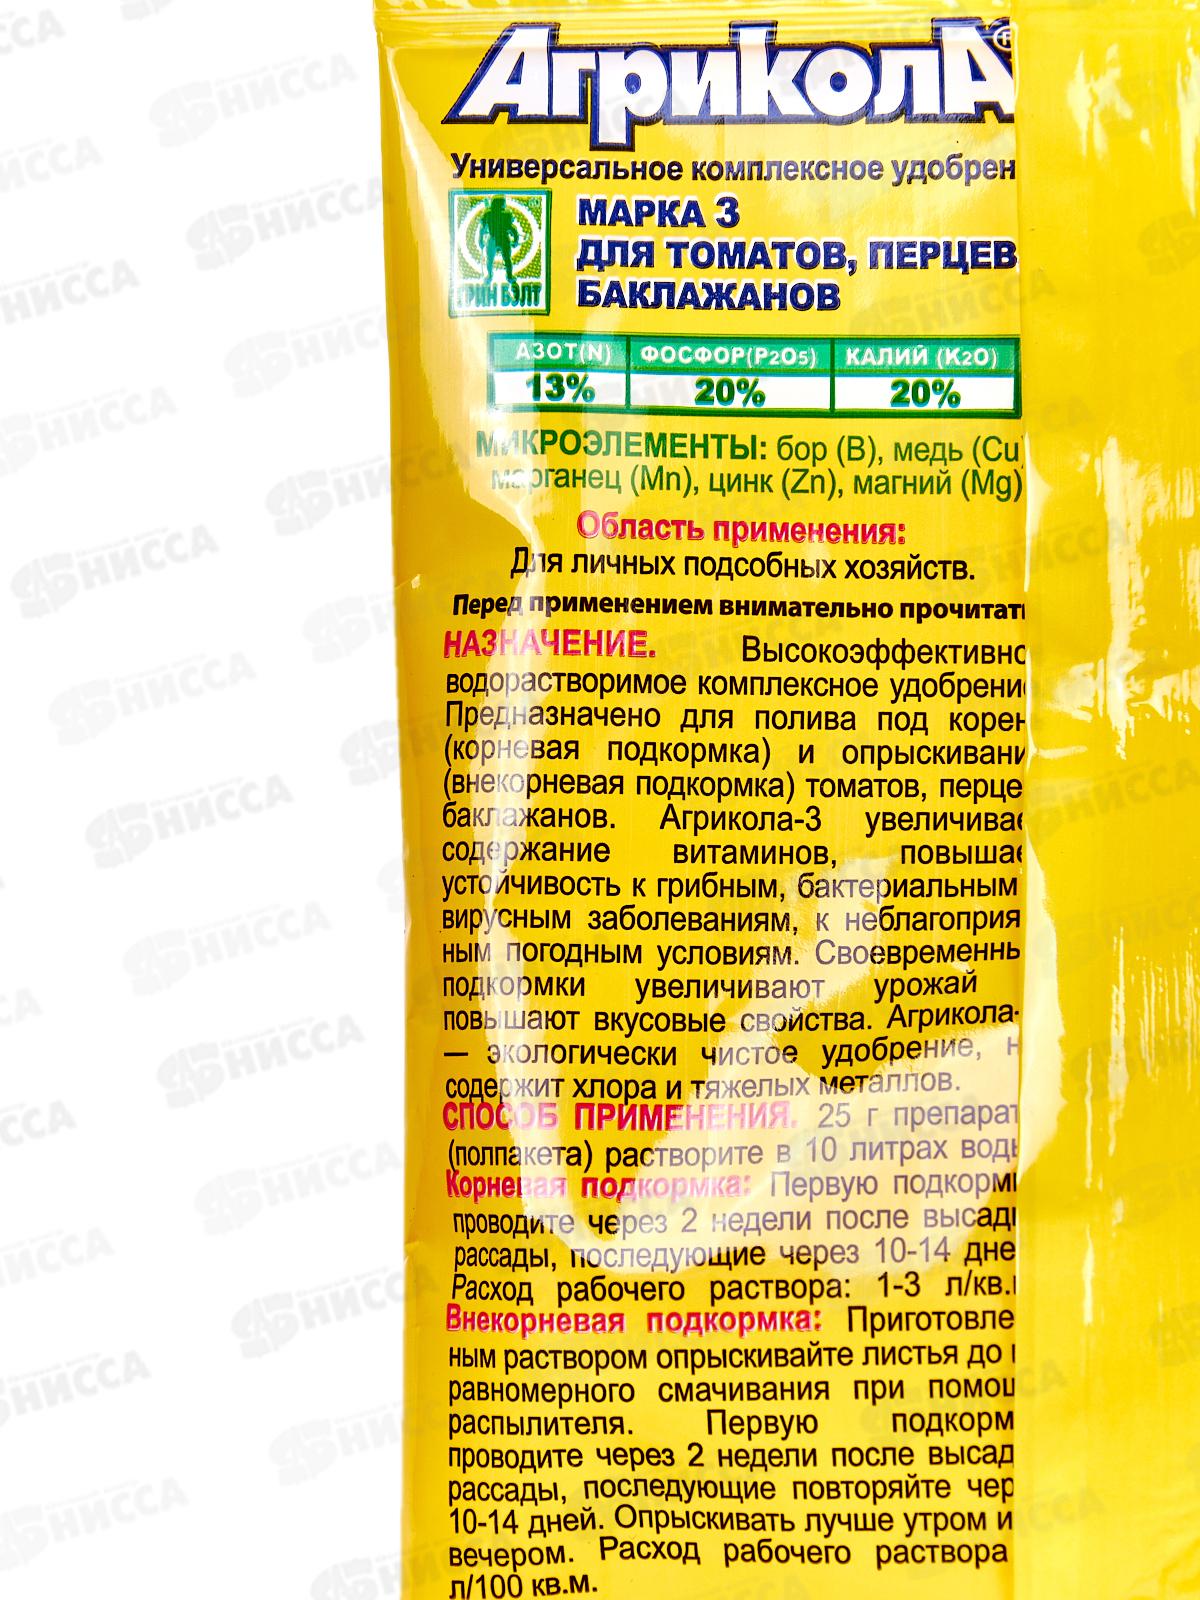 АгриколА®
Универсальное комплексное удобрен
ГРИН БЭЛТ
МАРКА 3
ДЛЯ ТОМАТОВ, ПЕРЦЕВ
БАКЛАЖАНОВ
АЗОТ(N) ФОСФОР(P2O5) КАЛИЙ (K2O)
13% 20% 20%
МИКРОЭЛЕМЕНТЫ: бор (B), медь (Cu)
марганец (Mn), цинк (Zn), магний (Mg)
Область применения:
Для личных подсобных хозяйств.
Перед применением внимательно прочитать
НАЗНАЧЕНИЕ. Высокоэффективно
водорастворимое комплексное удобрени
Предназначено для полива под корен
(корневая подкормка) и опрыскивани
(внекорневая подкормка) томатов, перце
баклажанов. Агрикола-3 увеличивае
содержание витаминов, повышае
устойчивость к грибным, бактериальным
вирусным заболеваниям, к неблагоприя
ным погодным условиям. Своевременны
подкормки увеличивают урожай
повышают вкусовые свойства. Агрикола-
— экологически чистое удобрение, н
содержит хлора и тяжелых металлов.
СПОСОБ ПРИМЕНЕНИЯ. 25 г препарат
(полпакета) растворите в 10 литрах воды
Корневая подкормка: Первую подкорм
проводите через 2 недели после высад
рассады, последующие через 10-14 дне
Расход рабочего раствора: 1-3 л/кв.м
Внекорневая подкормка: Приготовле
ным раствором опрыскивайте листья до
равномерного смачивания при помощ
распылителя. Первую подкорм
проводите через 2 недели после высад
рассады, последующие повторяйте чер
10-14 дней. Опрыскивать лучше утром и
вечером. Расход рабочего раствора
л/100 кв.м.
НИССА